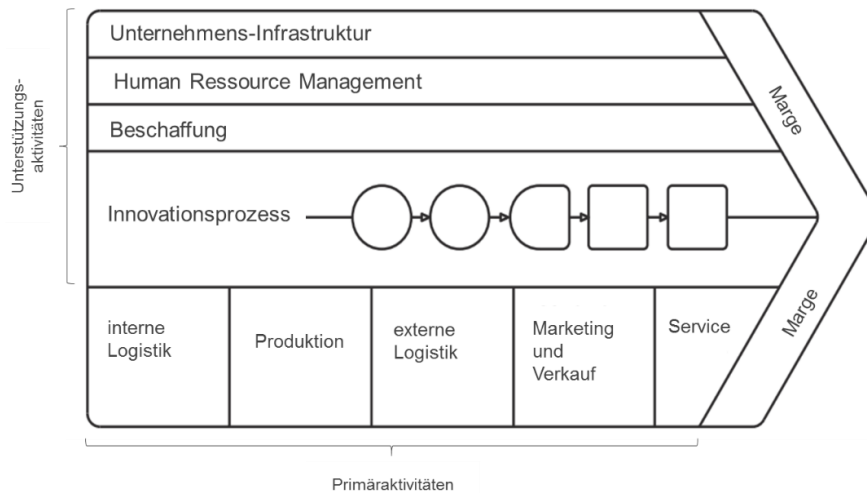 Unterstützungs-
aktivitäten
Unternehmens-Infrastruktur
Human Ressource Management
Beschaffung
Innovationsprozess
Marge
Marge
interne
Logistik
Produktion
externe
Logistik
Marketing
und
Verkauf
Service
Primäraktivitäten